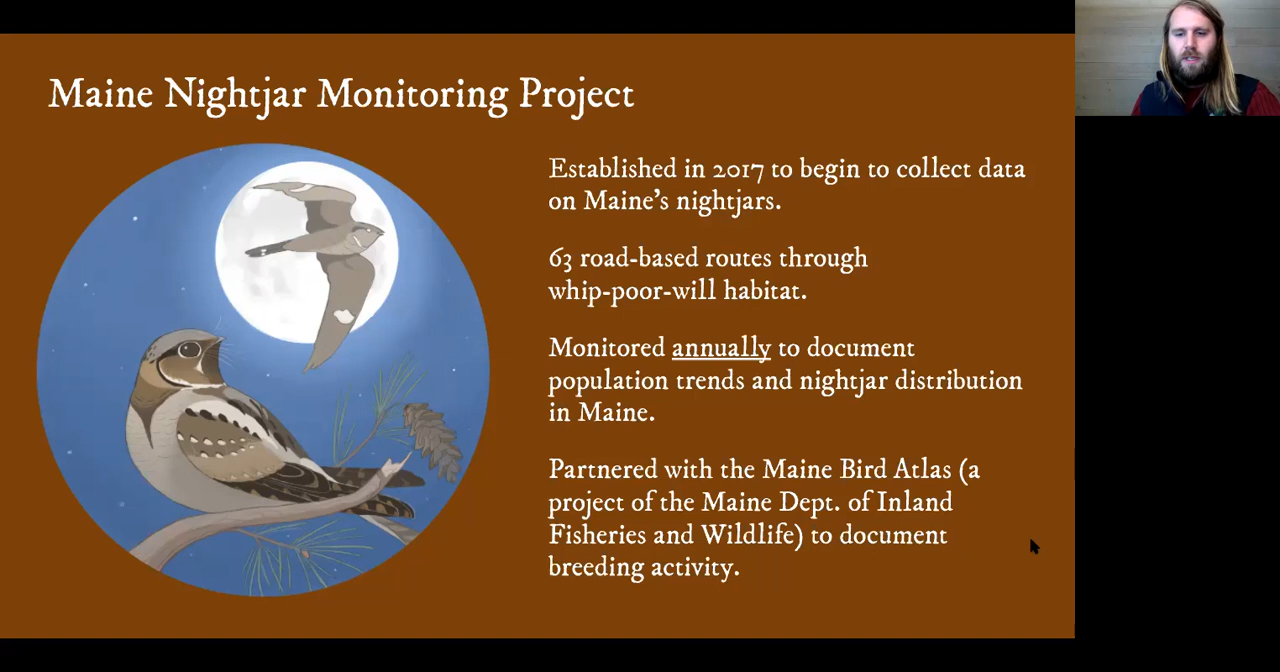 Maine Nightjar Monitoring Project
Established in 2017 to begin to collect data
on Maine's nightjars.
63 road-based routes through
whip-poor-will habitat.
Monitored annually to document
population trends and nightjar distribution
in Maine.
Partnered with the Maine Bird Atlas (a
project of the Maine Dept. of Inland
Fisheries and Wildlife) to document
breeding activity.